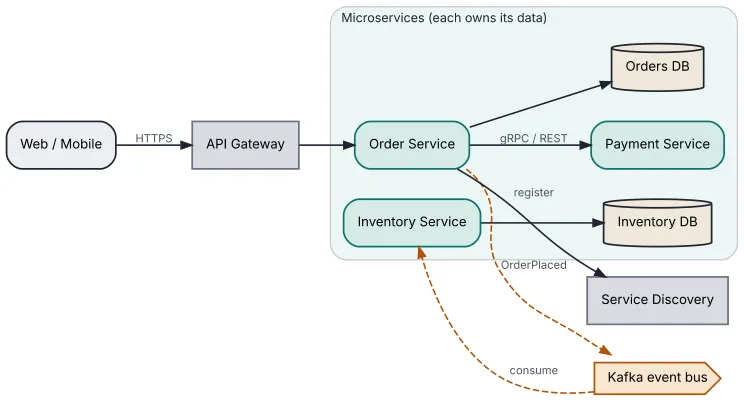 Microservices (each owns its data)
Orders DB
Web / Mobile
HTTPS
API Gateway
Order Service
gRPC / REST
Payment Service
register
Inventory Service
Inventory DB
OrderPlaced
Service Discovery
consume
Kafka event bus